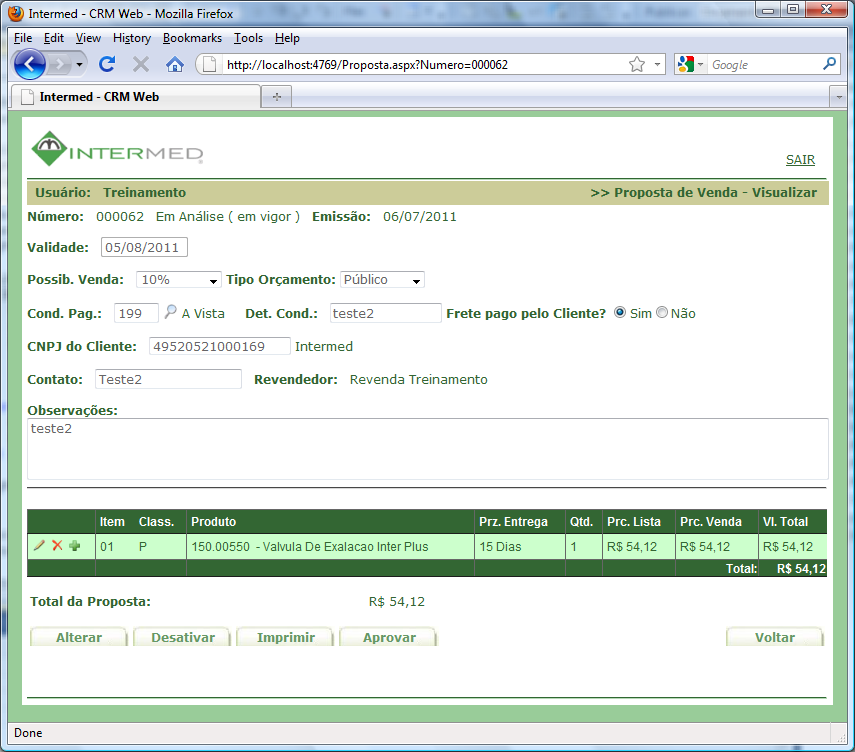 Intermed - CRM Web - Mozilla Firefox
File Edit View History Bookmarks Tools Help
http://localhost:4769/Proposta.aspx?Numero=000062 Google
Intermed - CRM Web
INTERMED
SAIR
Usuário: Treinamento >> Proposta de Venda - Visualizar
Número: 000062 Em Análise ( em vigor ) Emissão: 06/07/2011
Validade: 05/08/2011
Possib. Venda: 10% Tipo Orçamento: Público
Cond. Pag.: 199 A Vista Det. Cond.: teste2 Frete pago pelo Cliente? Sim Não
CNPJ do Cliente: 49520521000169 Intermed
Contato: Teste2 Revendedor: Revenda Treinamento
Observações:
teste2
Item Class. Produto Prz. Entrega Qtd. Prc. Lista Prc. Venda Vl. Total
01 P 150.00550 - Valvula De Exalacao Inter Plus 15 Dias 1 R$ 54,12 R$ 54,12 R$ 54,12
Total: R$ 54,12
Total da Proposta: R$ 54,12
Alterar Desativar Imprimir Aprovar Voltar
Done